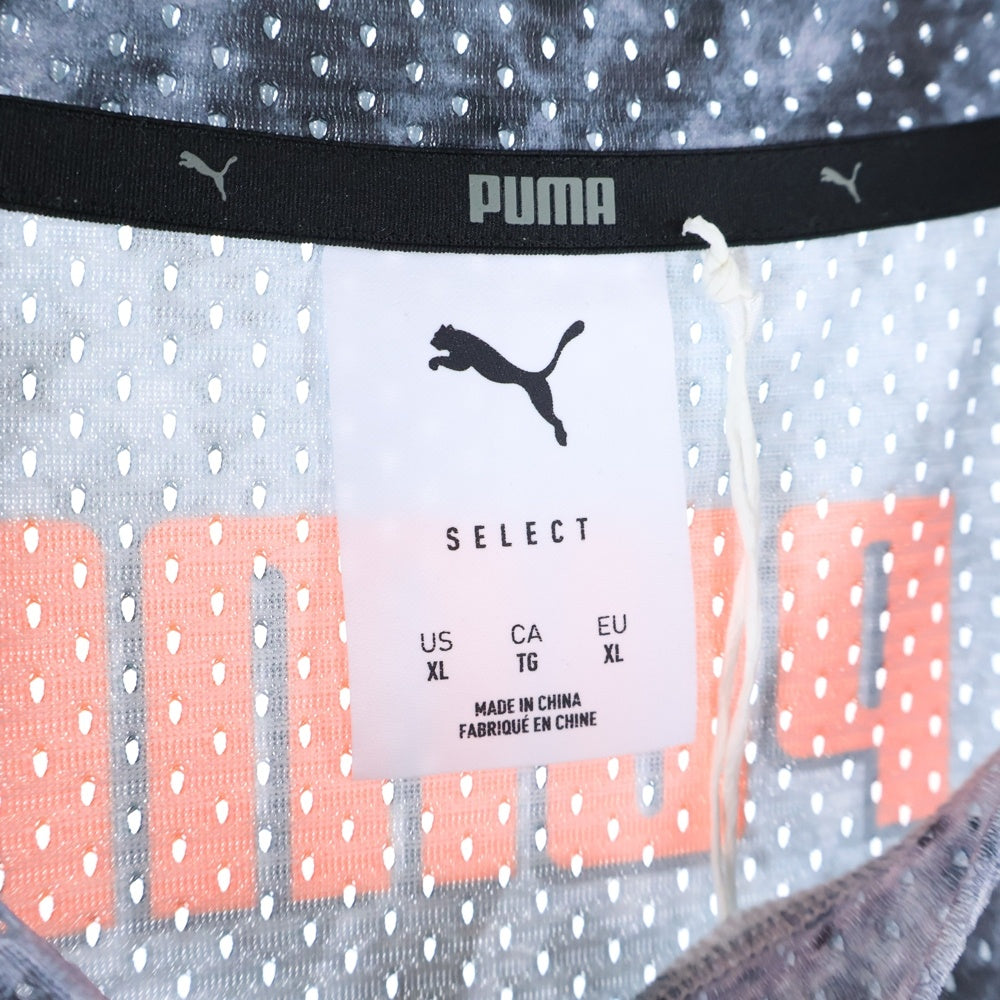 PUMA
SELECT
US CA EU
XL TG XL
MADE IN CHINA
FABRIQUÉ EN CHINE